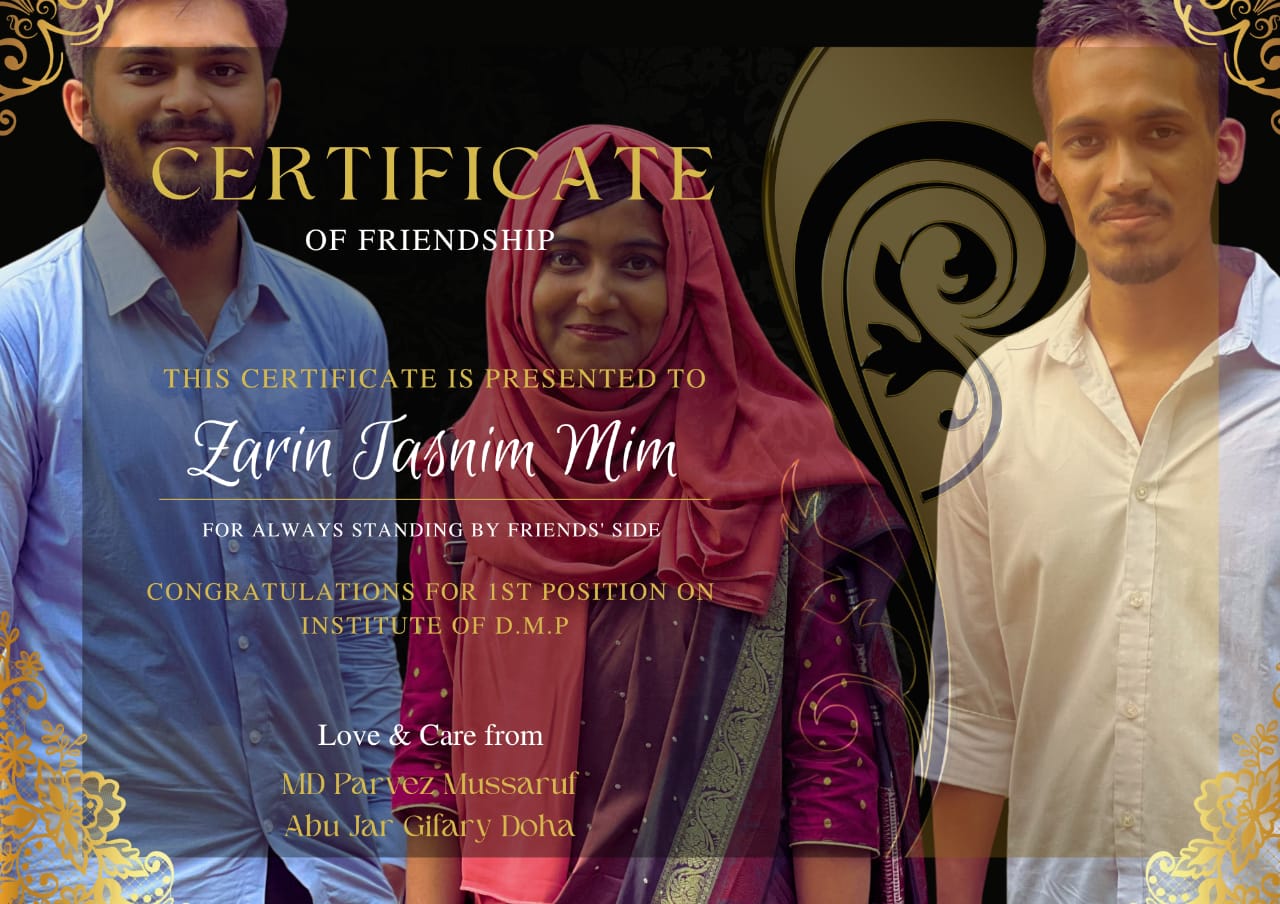 CERTIFICATE
OF FRIENDSHIP
THIS CERTIFICATE IS PRESENTED TO
Zarin Tasnim Mim
FOR ALWAYS STANDING BY FRIENDS' SIDE
CONGRATULATIONS FOR 1ST POSITION ON
INSTITUTE OF D.M.P
Love & Care from
MD Parvez Mussaruf
Abu Jar Gifary Doha